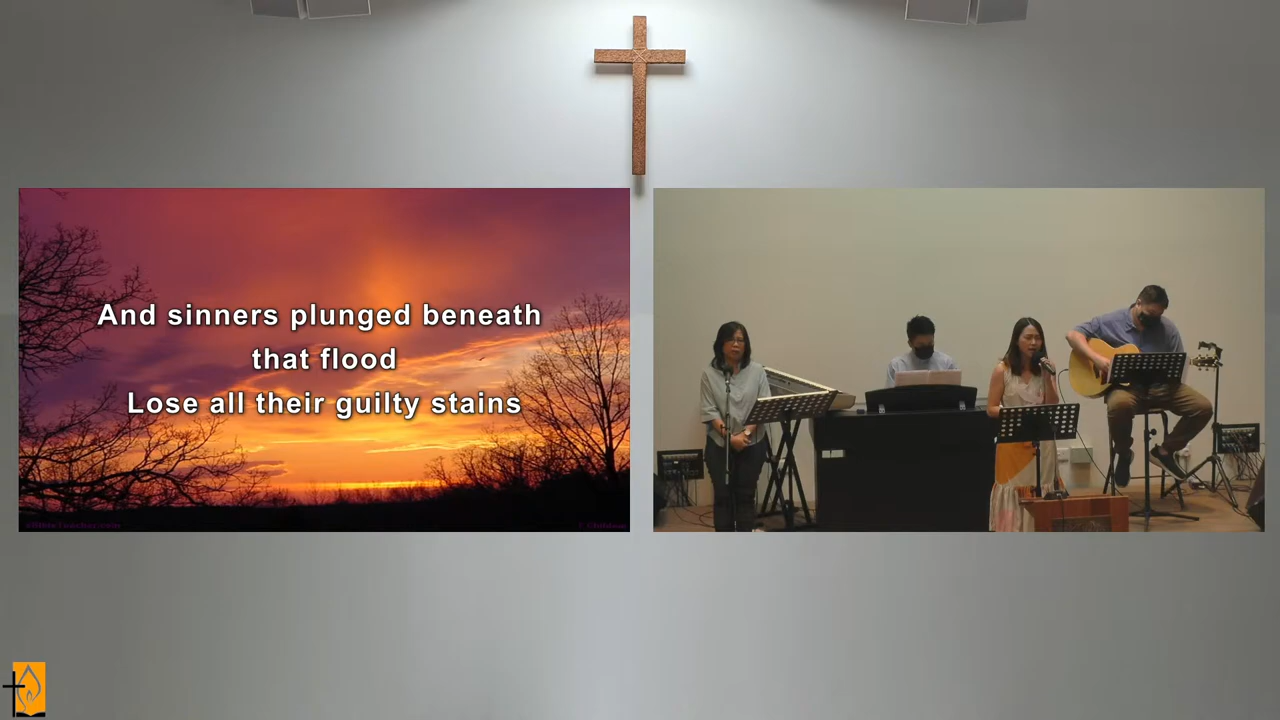 And sinners plunged beneath
that flood
Lose all their guilty stains